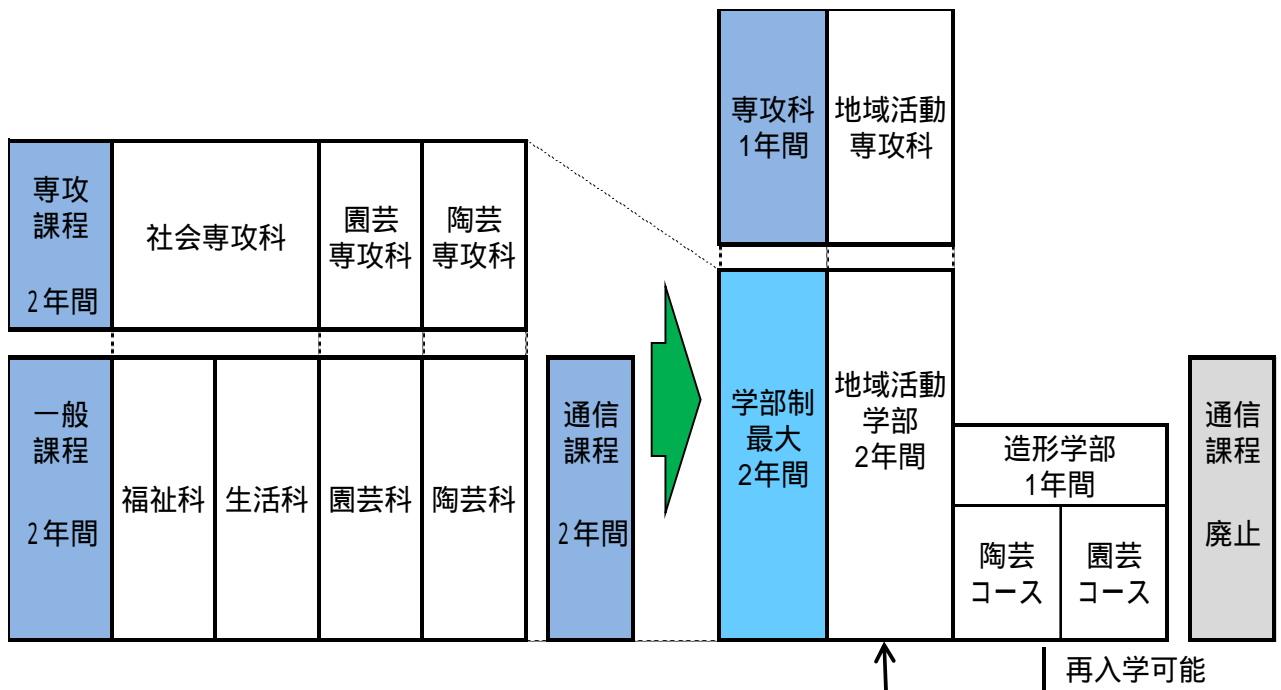 専攻
課程
2年間
社会専攻科
園芸
専攻科
陶芸
専攻科
一般
課程
2年間
福祉科
生活科
園芸科
陶芸科
通信
課程
2年間
専攻科
1年間
地域活動
専攻科
学部制
最大
2年間
地域活動
学部
2年間
造形学部
1年間
陶芸
コース
園芸
コース
通信
課程
廃止
再入学可能